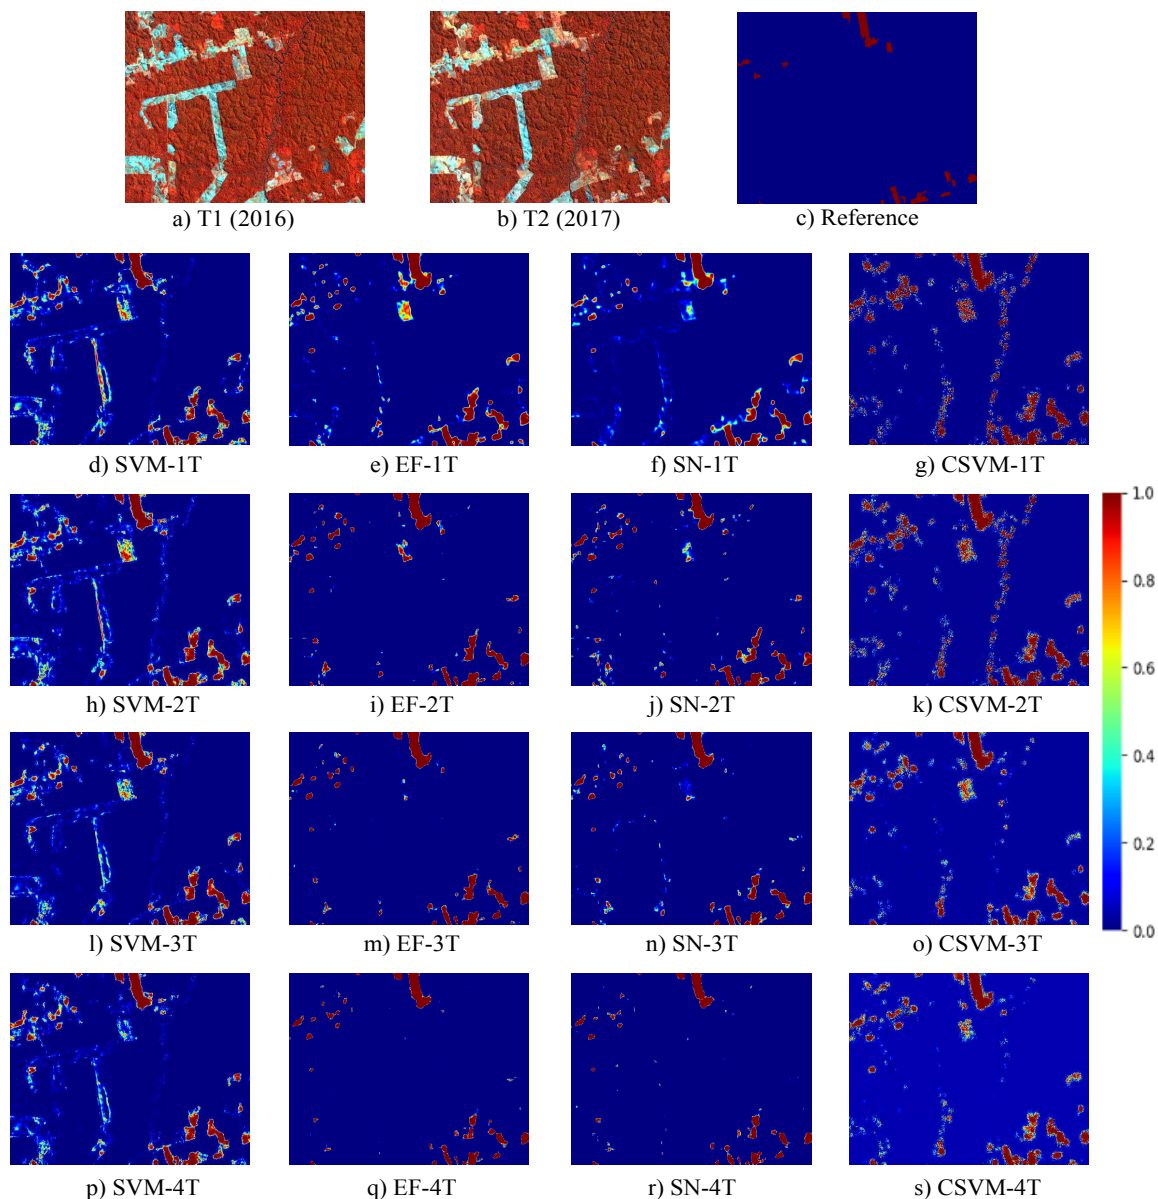 a) T1 (2016)
b) T2 (2017)
c) Reference
d) SVM-1T
e) EF-1T
f) SN-1T
g) CSVM-1T
h) SVM-2T
i) EF-2T
j) SN-2T
k) CSVM-2T
1.0
0.8
0.6
0.4
0.2
0.0
l) SVM-3T
m) EF-3T
n) SN-3T
o) CSVM-3T
p) SVM-4T
q) EF-4T
r) SN-4T
s) CSVM-4T